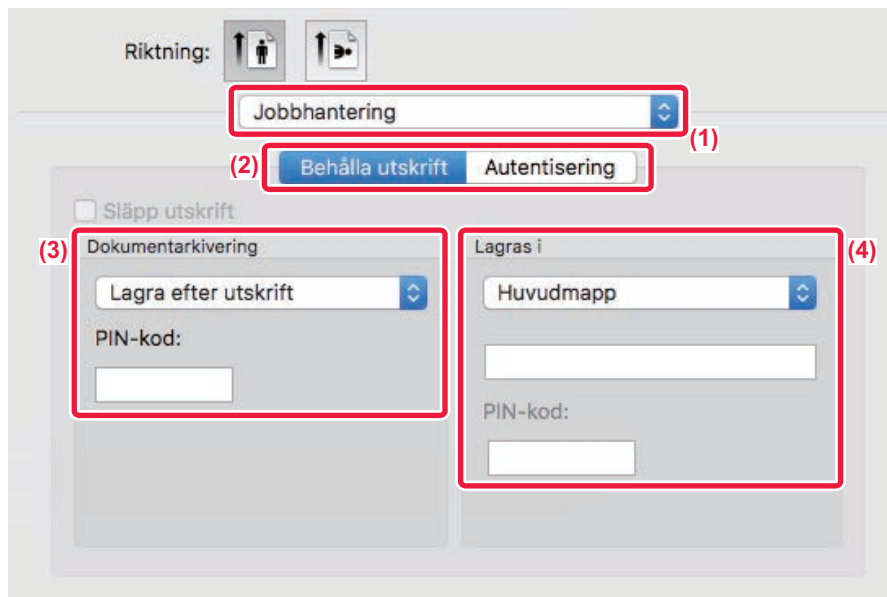 Riktning:
Jobbhantering
(1)
(2)
Behålla utskrift Autentisering
Släpp utskrift
(3)
Dokumentarkivering
Lagra efter utskrift
PIN-kod:
Lagras i
(4)
Huvudmapp
PIN-kod: